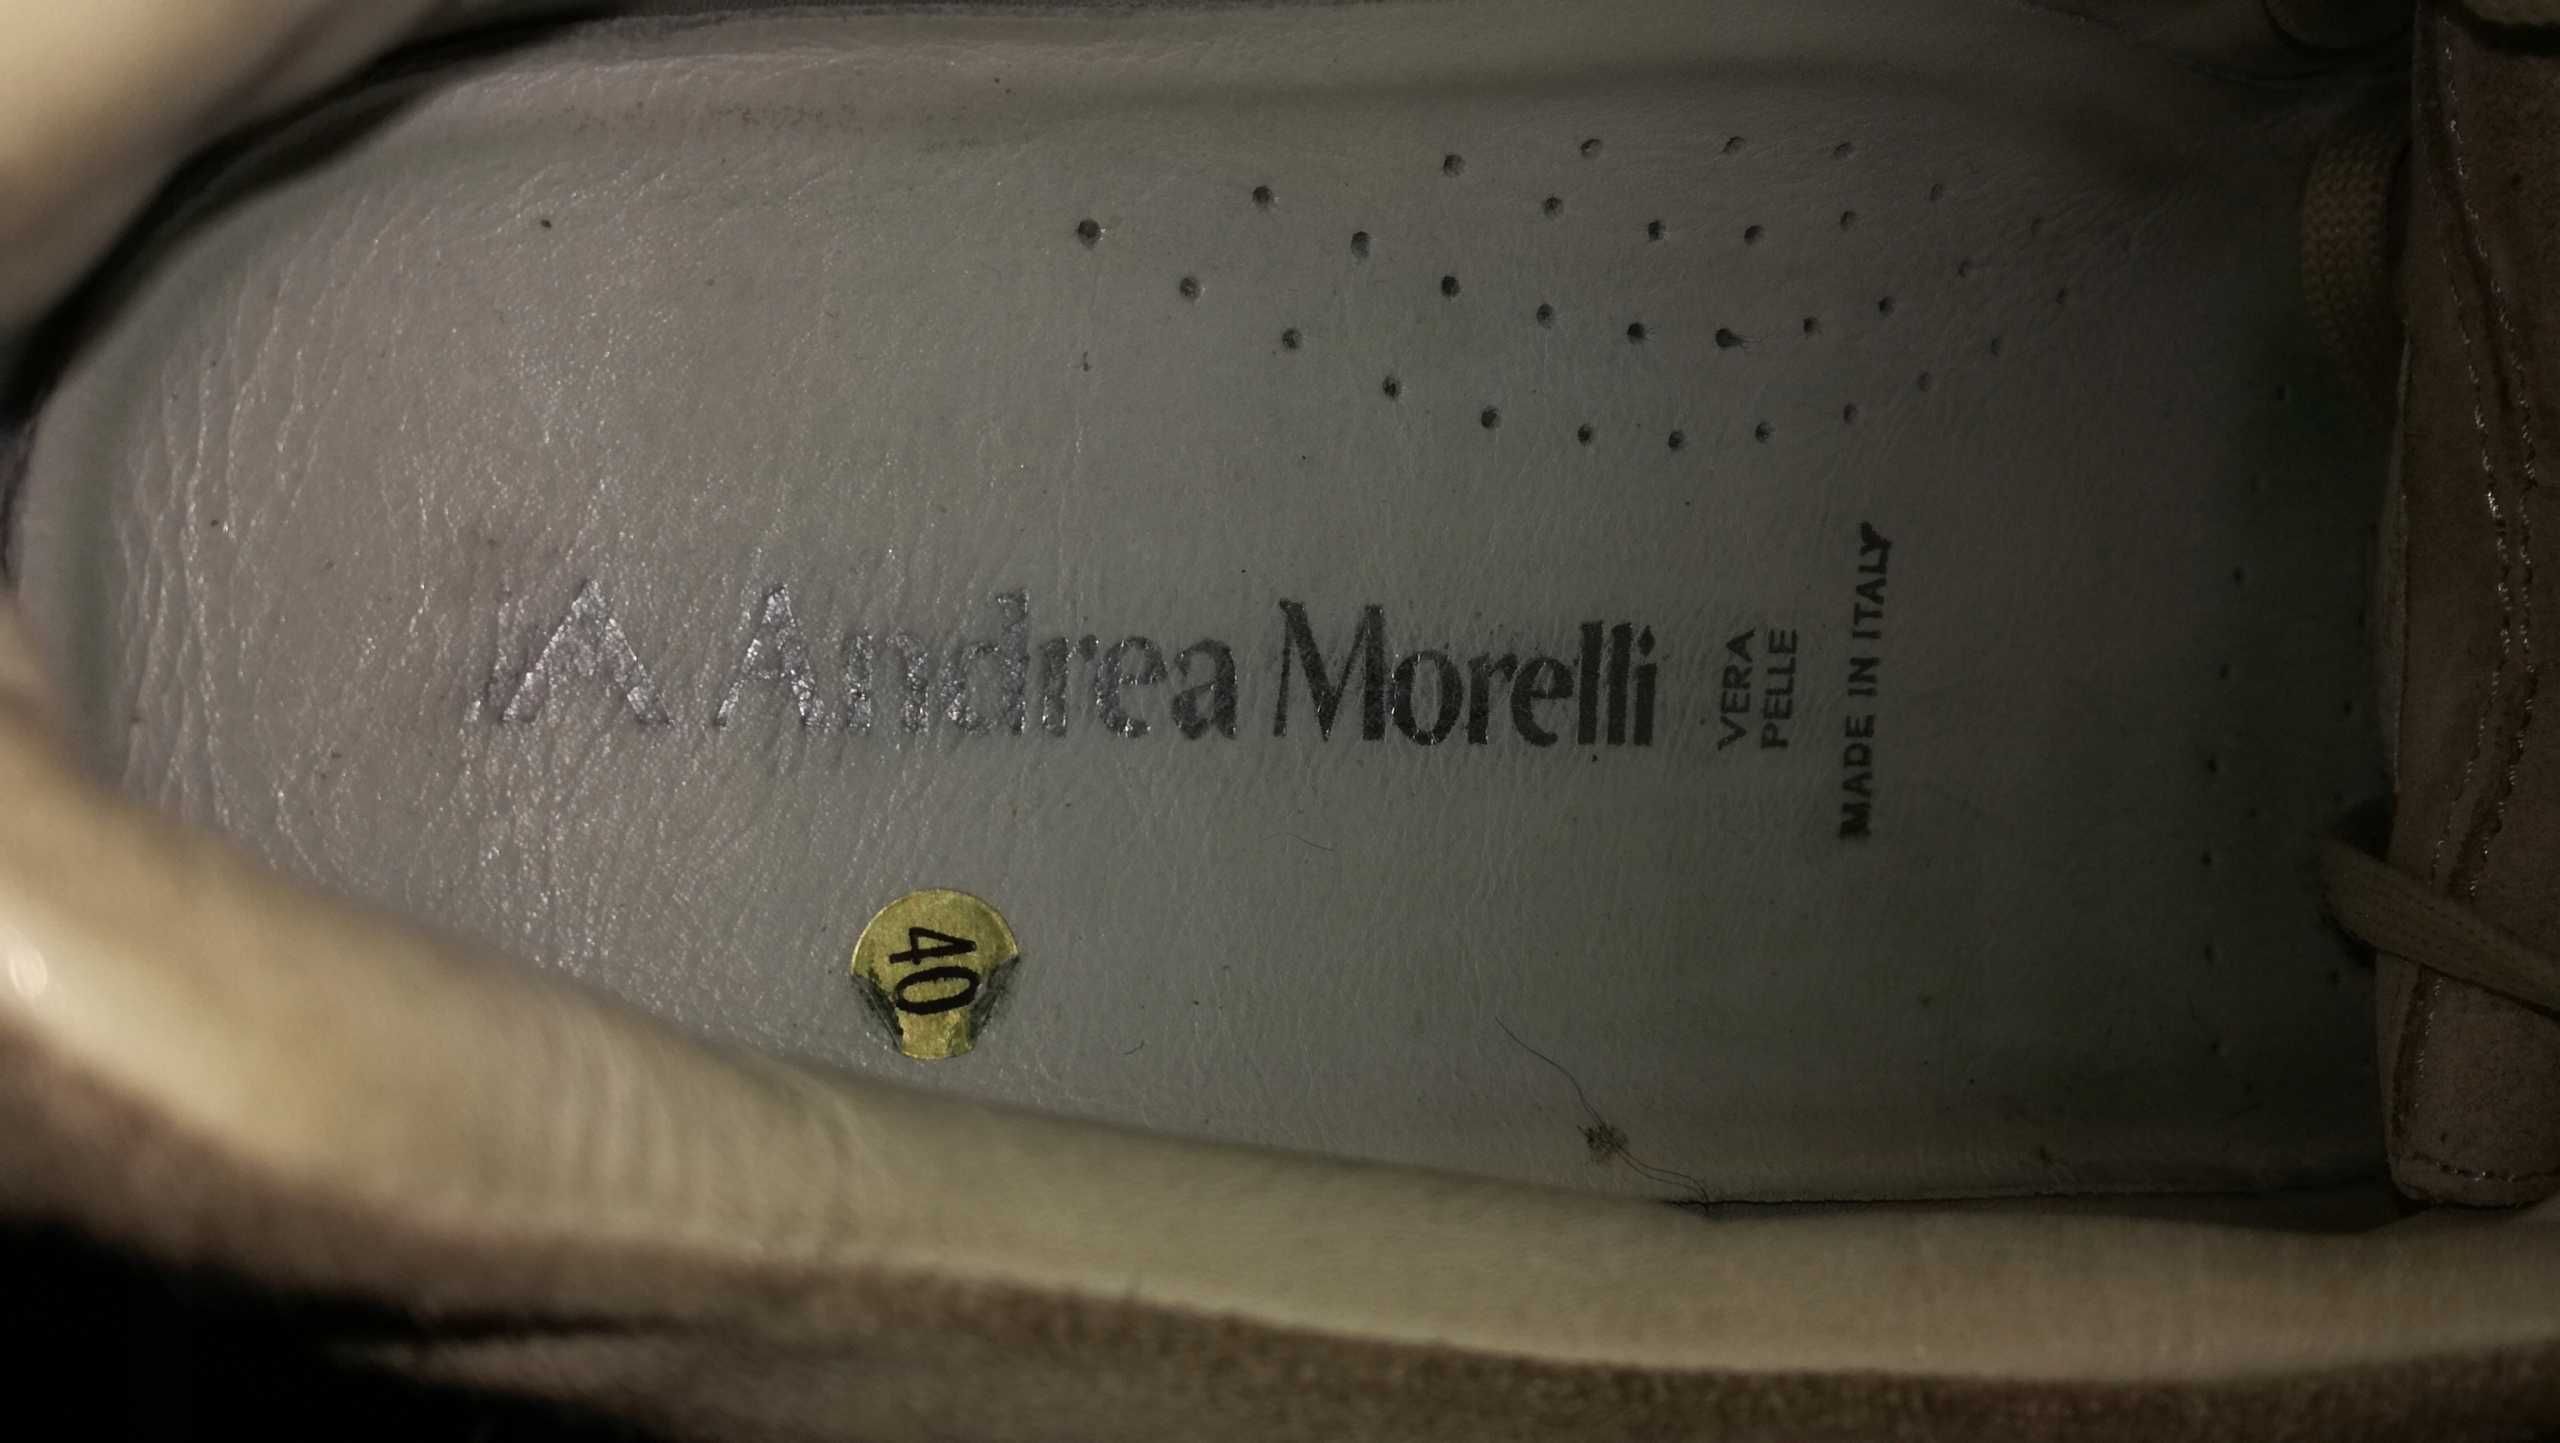 Andrea Morelli
VERA
PELLE
MADE IN ITALY
40